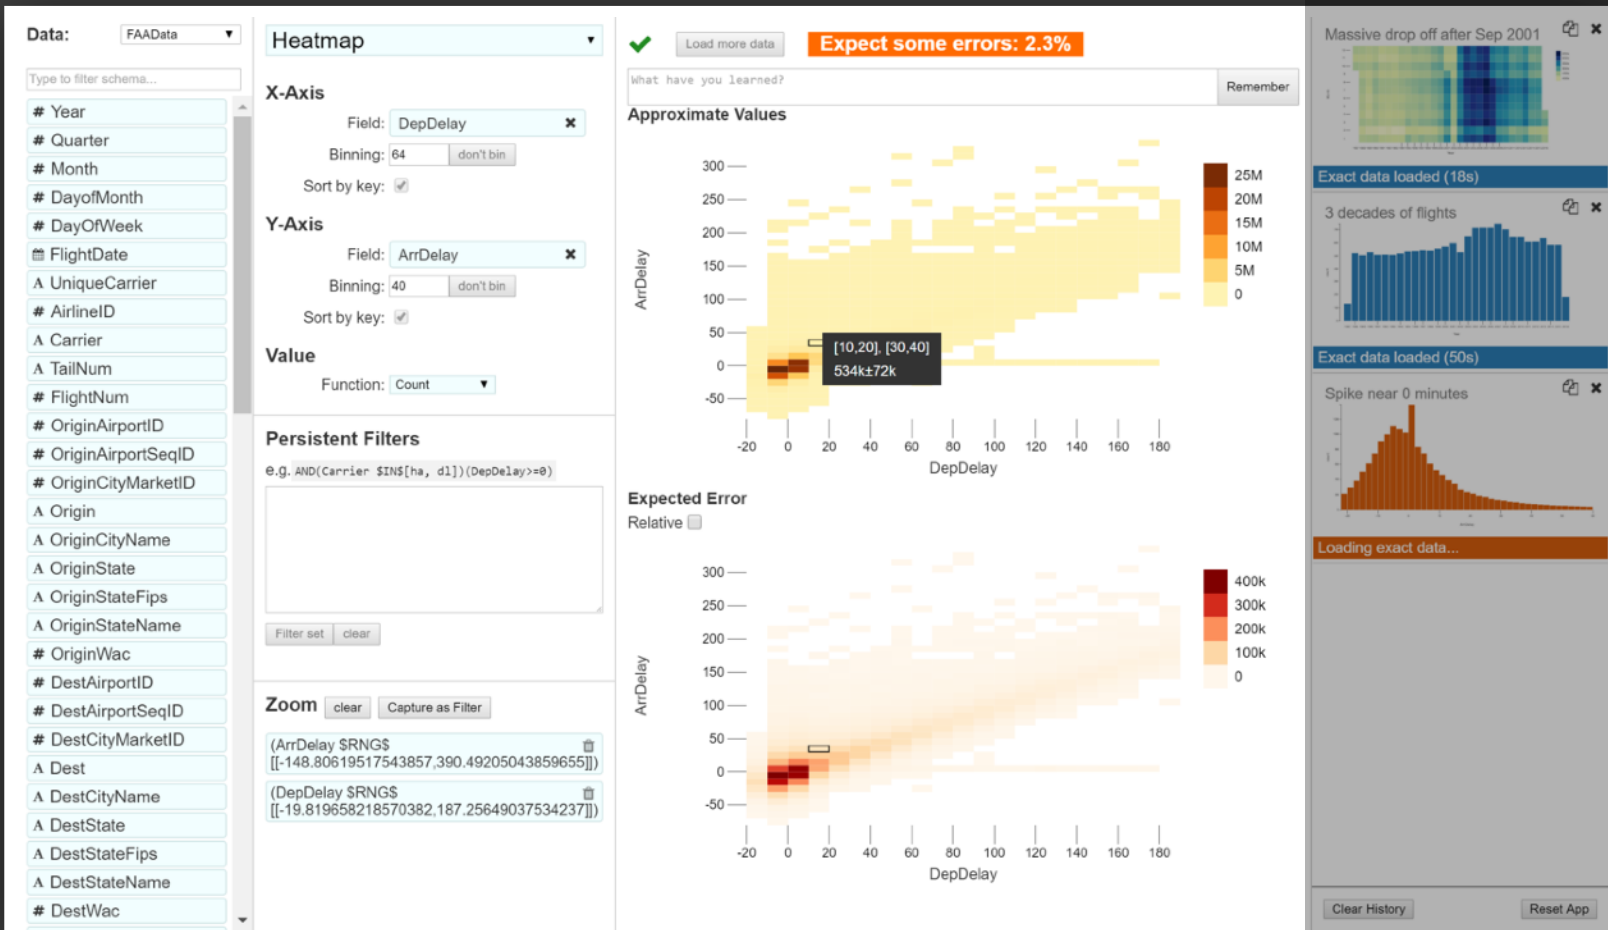 Data:
FAAData
Type to filter schema...
# Year
# Quarter
# Month
# DayofMonth
# DayOfWeek
FlightDate
A UniqueCarrier
# AirlineID
A Carrier
A TailNum
# FlightNum
# OriginAirportID
# OriginAirportSeqID
# OriginCityMarketID
A Origin
A OriginCityName
A OriginState
A OriginStateFips
A OriginStateName
# OriginWac
# DestAirportID
# DestAirportSeqID
# DestCityMarketID
A Dest
A DestCityName
A DestState
A DestStateFips
A DestStateName
# DestWac
Heatmap
X-Axis
Field: DepDelay
Binning: 64 don't bin
Sort by key:
Y-Axis
Field: ArrDelay
Binning: 40 don't bin
Sort by key:
Value
Function: Count
Persistent Filters
e.g. AND(Carrier $IN$[ha, dl])(DepDelay>=0)
Filter set clear
Zoom clear Capture as Filter
(ArrDelay $RNG$
[[-148.80619517543857,390.49205043859655]])
(DepDelay $RNG$
[[-19.819658218570382,187.25649037534237]])
Load more data
Expect some errors: 2.3%
What have you learned?
Remember
Approximate Values
300
250
200
150
100
50
0
-50
ArrDelay
-20 0 20 40 60 80 100 120 140 160 180
DepDelay
[10,20], [30,40]
534k±72k
25M
20M
15M
10M
5M
0
Expected Error
Relative
300
250
200
150
100
50
0
-50
ArrDelay
-20 0 20 40 60 80 100 120 140 160 180
DepDelay
400k
300k
200k
100k
0
Massive drop off after Sep 2001
Exact data loaded (18s)
3 decades of flights
Exact data loaded (50s)
Spike near 0 minutes
Loading exact data...
Clear History
Reset App